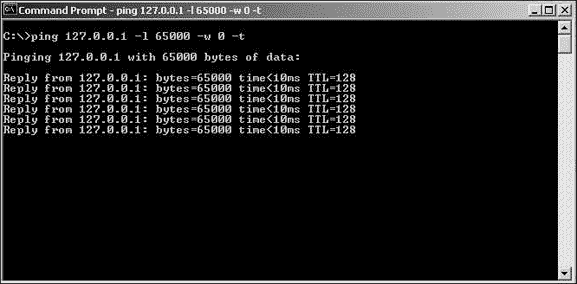 Command Prompt - ping 127.0.0.1 -l 65000 -w 0 -t
C:\>ping 127.0.0.1 -l 65000 -w 0 -t
Pinging 127.0.0.1 with 65000 bytes of data:
Reply from 127.0.0.1: bytes=65000 time<10ms TTL=128
Reply from 127.0.0.1: bytes=65000 time<10ms TTL=128
Reply from 127.0.0.1: bytes=65000 time<10ms TTL=128
Reply from 127.0.0.1: bytes=65000 time<10ms TTL=128
Reply from 127.0.0.1: bytes=65000 time<10ms TTL=128
Reply from 127.0.0.1: bytes=65000 time<10ms TTL=128